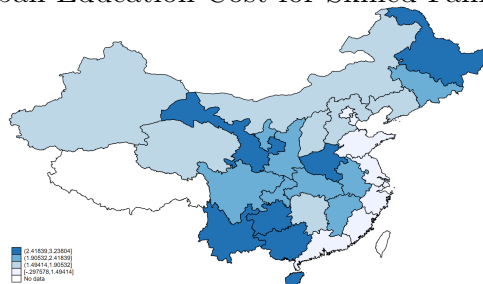 Education Cost for Skilled
(2.41839,3.23804]
(1.90532,2.41839]
(1.49414,1.90532]
[-.297578,1.49414]
No data